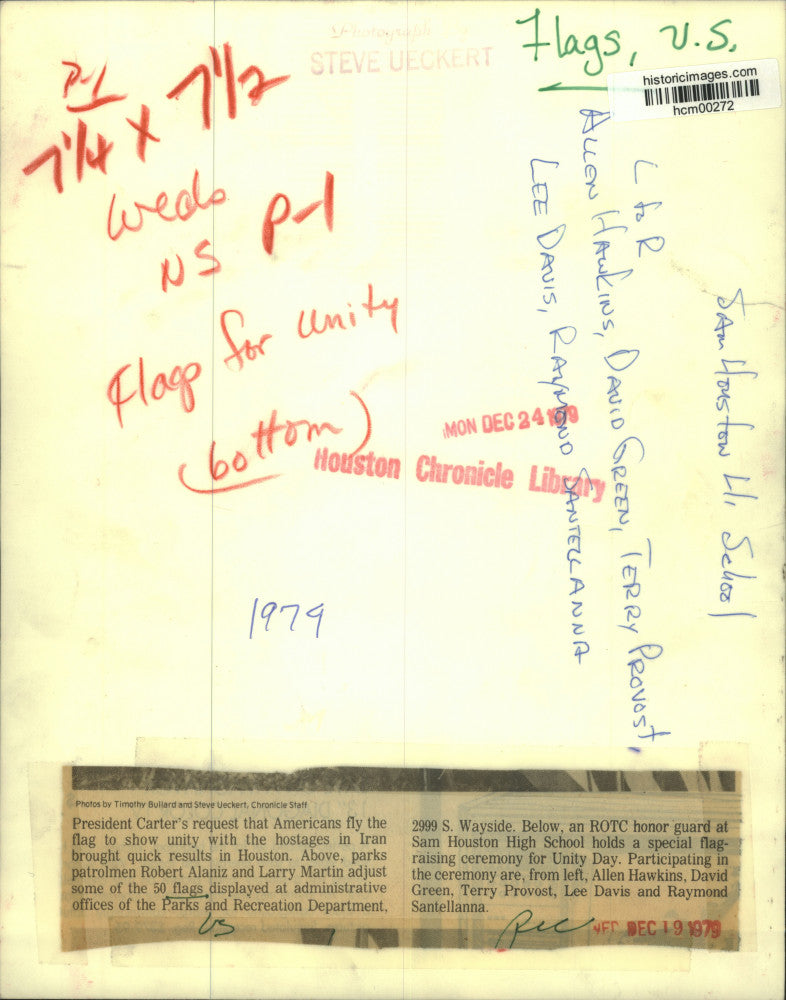 Photograph
STEVE UECKERT
Flags, U.S.
historicimages.com
hcm00272
P-1
7 1/4 x 7 1/2
Weds
NS P-1
Flags for Unity
(bottom)
L to R
ALLEN HAWKINS, DAVID GREEN, TERRY PROVOST,
LEE DAVIS, RAYMOND SANTELLANNA
SAM HOUSTON H. School
MON DEC 24 1979
Houston Chronicle Library
1979
Photos by Timothy Bullard and Steve Ueckert, Chronicle Staff
President Carter's request that Americans fly the
flag to show unity with the hostages in Iran
brought quick results in Houston. Above, parks
patrolmen Robert Alaniz and Larry Martin adjust
some of the 50 flags displayed at administrative
offices of the Parks and Recreation Department,
2999 S. Wayside. Below, an ROTC honor guard at
Sam Houston High School holds a special flag-
raising ceremony for Unity Day. Participating in
the ceremony are, from left, Allen Hawkins, David
Green, Terry Provost, Lee Davis and Raymond
Santellanna.
US
Rec
DEC 19 1979